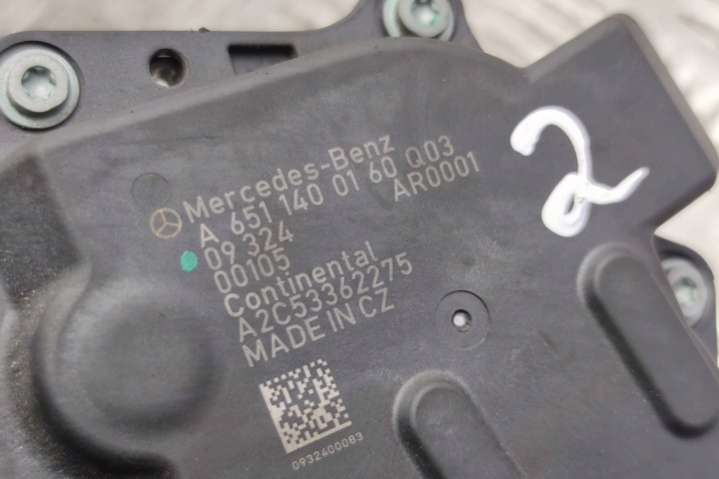 Mercedes-Benz
A 651 140 01 60 Q03
09 324 AR0001
00105
Continental
A2C53362275
MADE IN CZ
0932400083
2